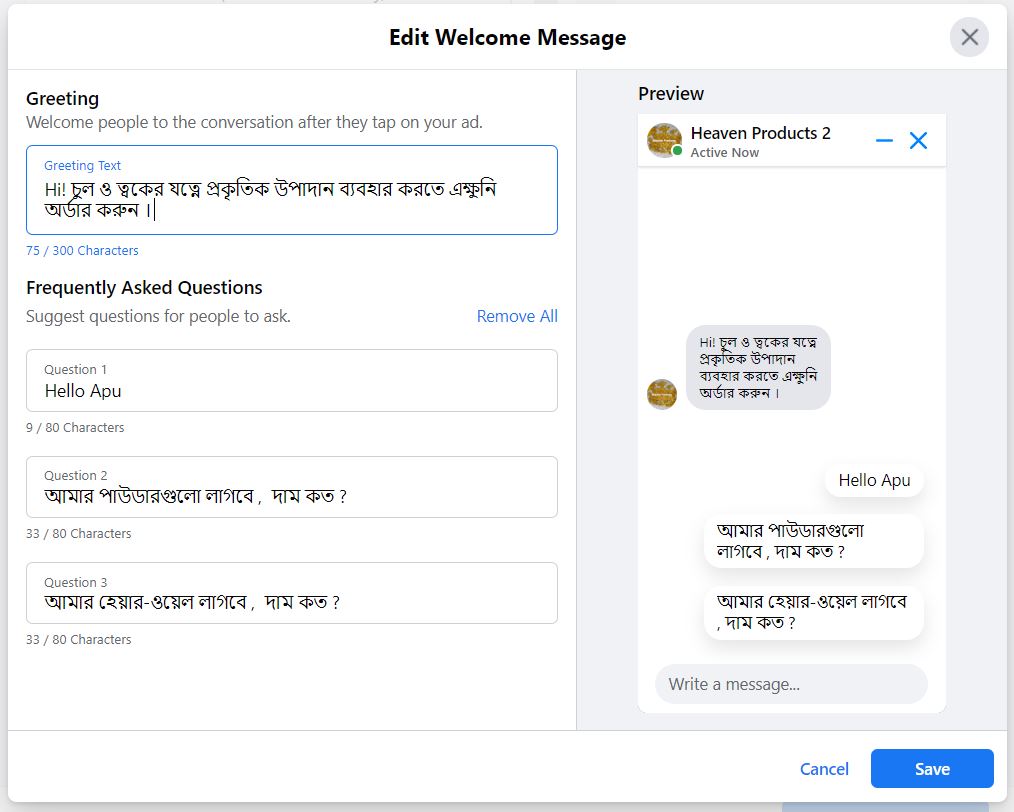 Edit Welcome Message
Greeting
Welcome people to the conversation after they tap on your ad.
Greeting Text
Hi! চুল ও ত্বকের যত্নে প্রকৃতিক উপাদান ব্যবহার করতে এক্ষুনি
অর্ডার করুন ।
75 / 300 Characters
Frequently Asked Questions
Suggest questions for people to ask.
Remove All
Question 1
Hello Apu
9 / 80 Characters
Question 2
আমার পাউডারগুলো লাগবে , দাম কত ?
33 / 80 Characters
Question 3
আমার হেয়ার-ওয়েল লাগবে , দাম কত ?
33 / 80 Characters
Preview
Heaven Products 2
Active Now
Hi! চুল ও ত্বকের যত্নে
প্রকৃতিক উপাদান
ব্যবহার করতে এক্ষুনি
অর্ডার করুন ।
Hello Apu
আমার পাউডারগুলো
লাগবে , দাম কত ?
আমার হেয়ার-ওয়েল লাগবে
, দাম কত ?
Write a message...
Cancel
Save